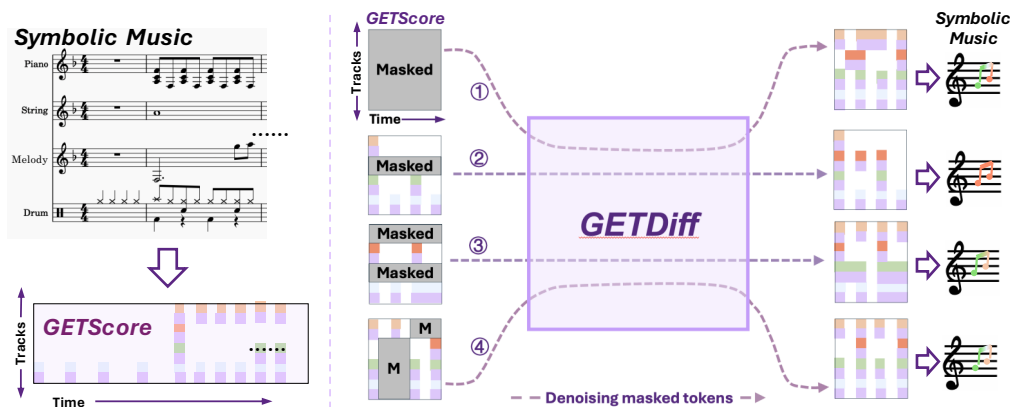 Symbolic Music
Piano
String
Melody
Drum
Tracks
GETScore
Time
GETScore
Tracks
Masked
Time
①
②
Masked
③
Masked
Masked
④
M
M
GETDiff
Denoising masked tokens
Symbolic
Music